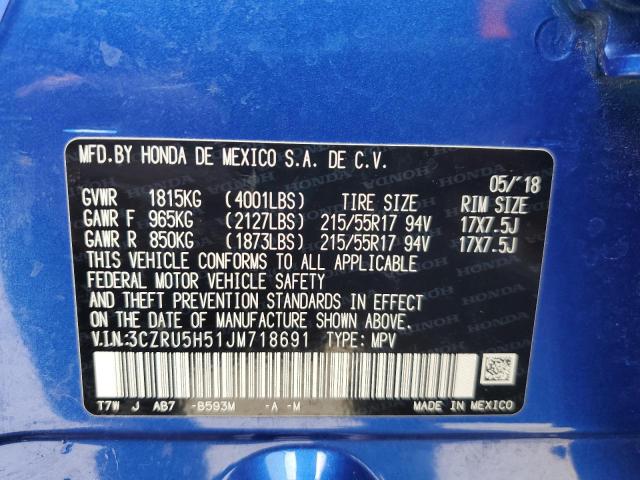 MFD.BY HONDA DE MEXICO S.A. DE C.V.
05/'18
GVWR 1815KG (4001LBS) TIRE SIZE RIM SIZE
GAWR F 965KG (2127LBS) 215/55R17 94V 17X7.5J
GAWR R 850KG (1873LBS) 215/55R17 94V 17X7.5J
THIS VEHICLE CONFORMS TO ALL APPLICABLE
FEDERAL MOTOR VEHICLE SAFETY
AND THEFT PREVENTION STANDARDS IN EFFECT
ON THE DATE OF MANUFACTURE SHOWN ABOVE.
V.I.N:3CZRU5H51JM718691 TYPE: MPV
T7W J AB7 -B593M -A -M MADE IN MEXICO